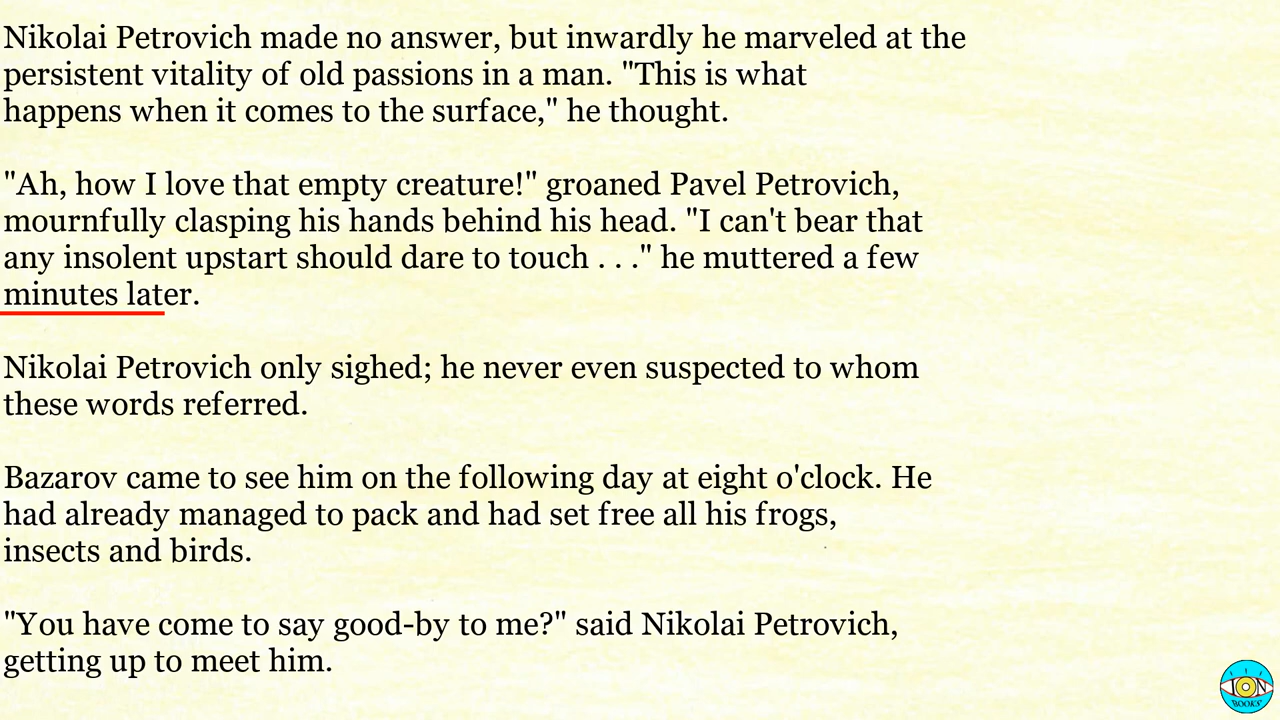 Nikolai Petrovich made no answer, but inwardly he marveled at the
persistent vitality of old passions in a man. "This is what
happens when it comes to the surface," he thought.
"Ah, how I love that empty creature!" groaned Pavel Petrovich,
mournfully clasping his hands behind his head. "I can't bear that
any insolent upstart should dare to touch . . ." he muttered a few
minutes later.
Nikolai Petrovich only sighed; he never even suspected to whom
these words referred.
Bazarov came to see him on the following day at eight o'clock. He
had already managed to pack and had set free all his frogs,
insects and birds.
"You have come to say good-by to me?" said Nikolai Petrovich,
getting up to meet him.
ION
BOOKS